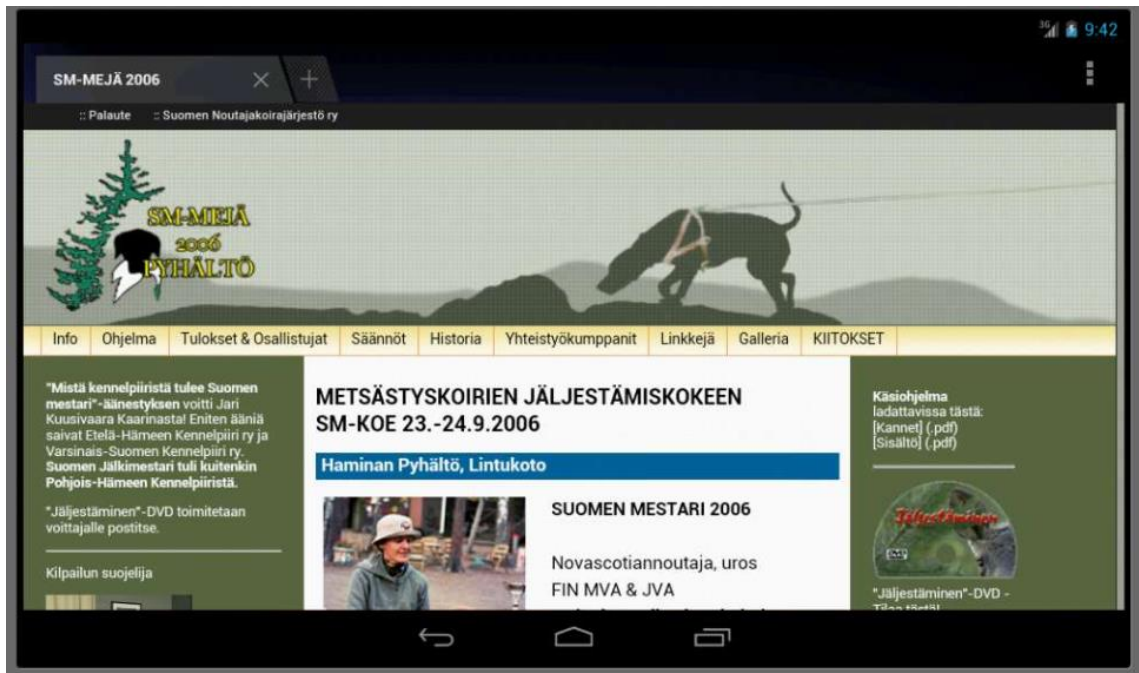 3G 9:42
SM-MEJÄ 2006
:: Palaute :: Suomen Noutajakoirajärjestö ry
SM-MEJÄ
2006
PYHÄLTÖ
Info Ohjelma Tulokset & Osallistujat Säännöt Historia Yhteistyökumppanit Linkkejä Galleria KIITOKSET
"Mistä kennelpiiristä tulee Suomen
mestari"-äänestyksen voitti Jari
Kuusivaara Kaarinasta! Eniten ääniä
saivat Etelä-Hämeen Kennelpiiri ry ja
Varsinais-Suomen Kennelpiiri ry.
Suomen Jälkimestari tuli kuitenkin
Pohjois-Hämeen Kennelpiiristä.
"Jäljestäminen"-DVD toimitetaan
voittajalle postitse.
Kilpailun suojelija
METSÄSTYSKOIRIEN JÄLJESTÄMISKOKEEN
SM-KOE 23.-24.9.2006
Haminan Pyhältö, Lintukoto
SUOMEN MESTARI 2006
Novascotiannoutaja, uros
FIN MVA & JVA
Käsiohjelma
ladattavissa tästä:
[Kannet] (.pdf)
[Sisältö] (.pdf)
Jäljestäminen
DVD
"Jäljestäminen"-DVD -
Tilaa tästä!